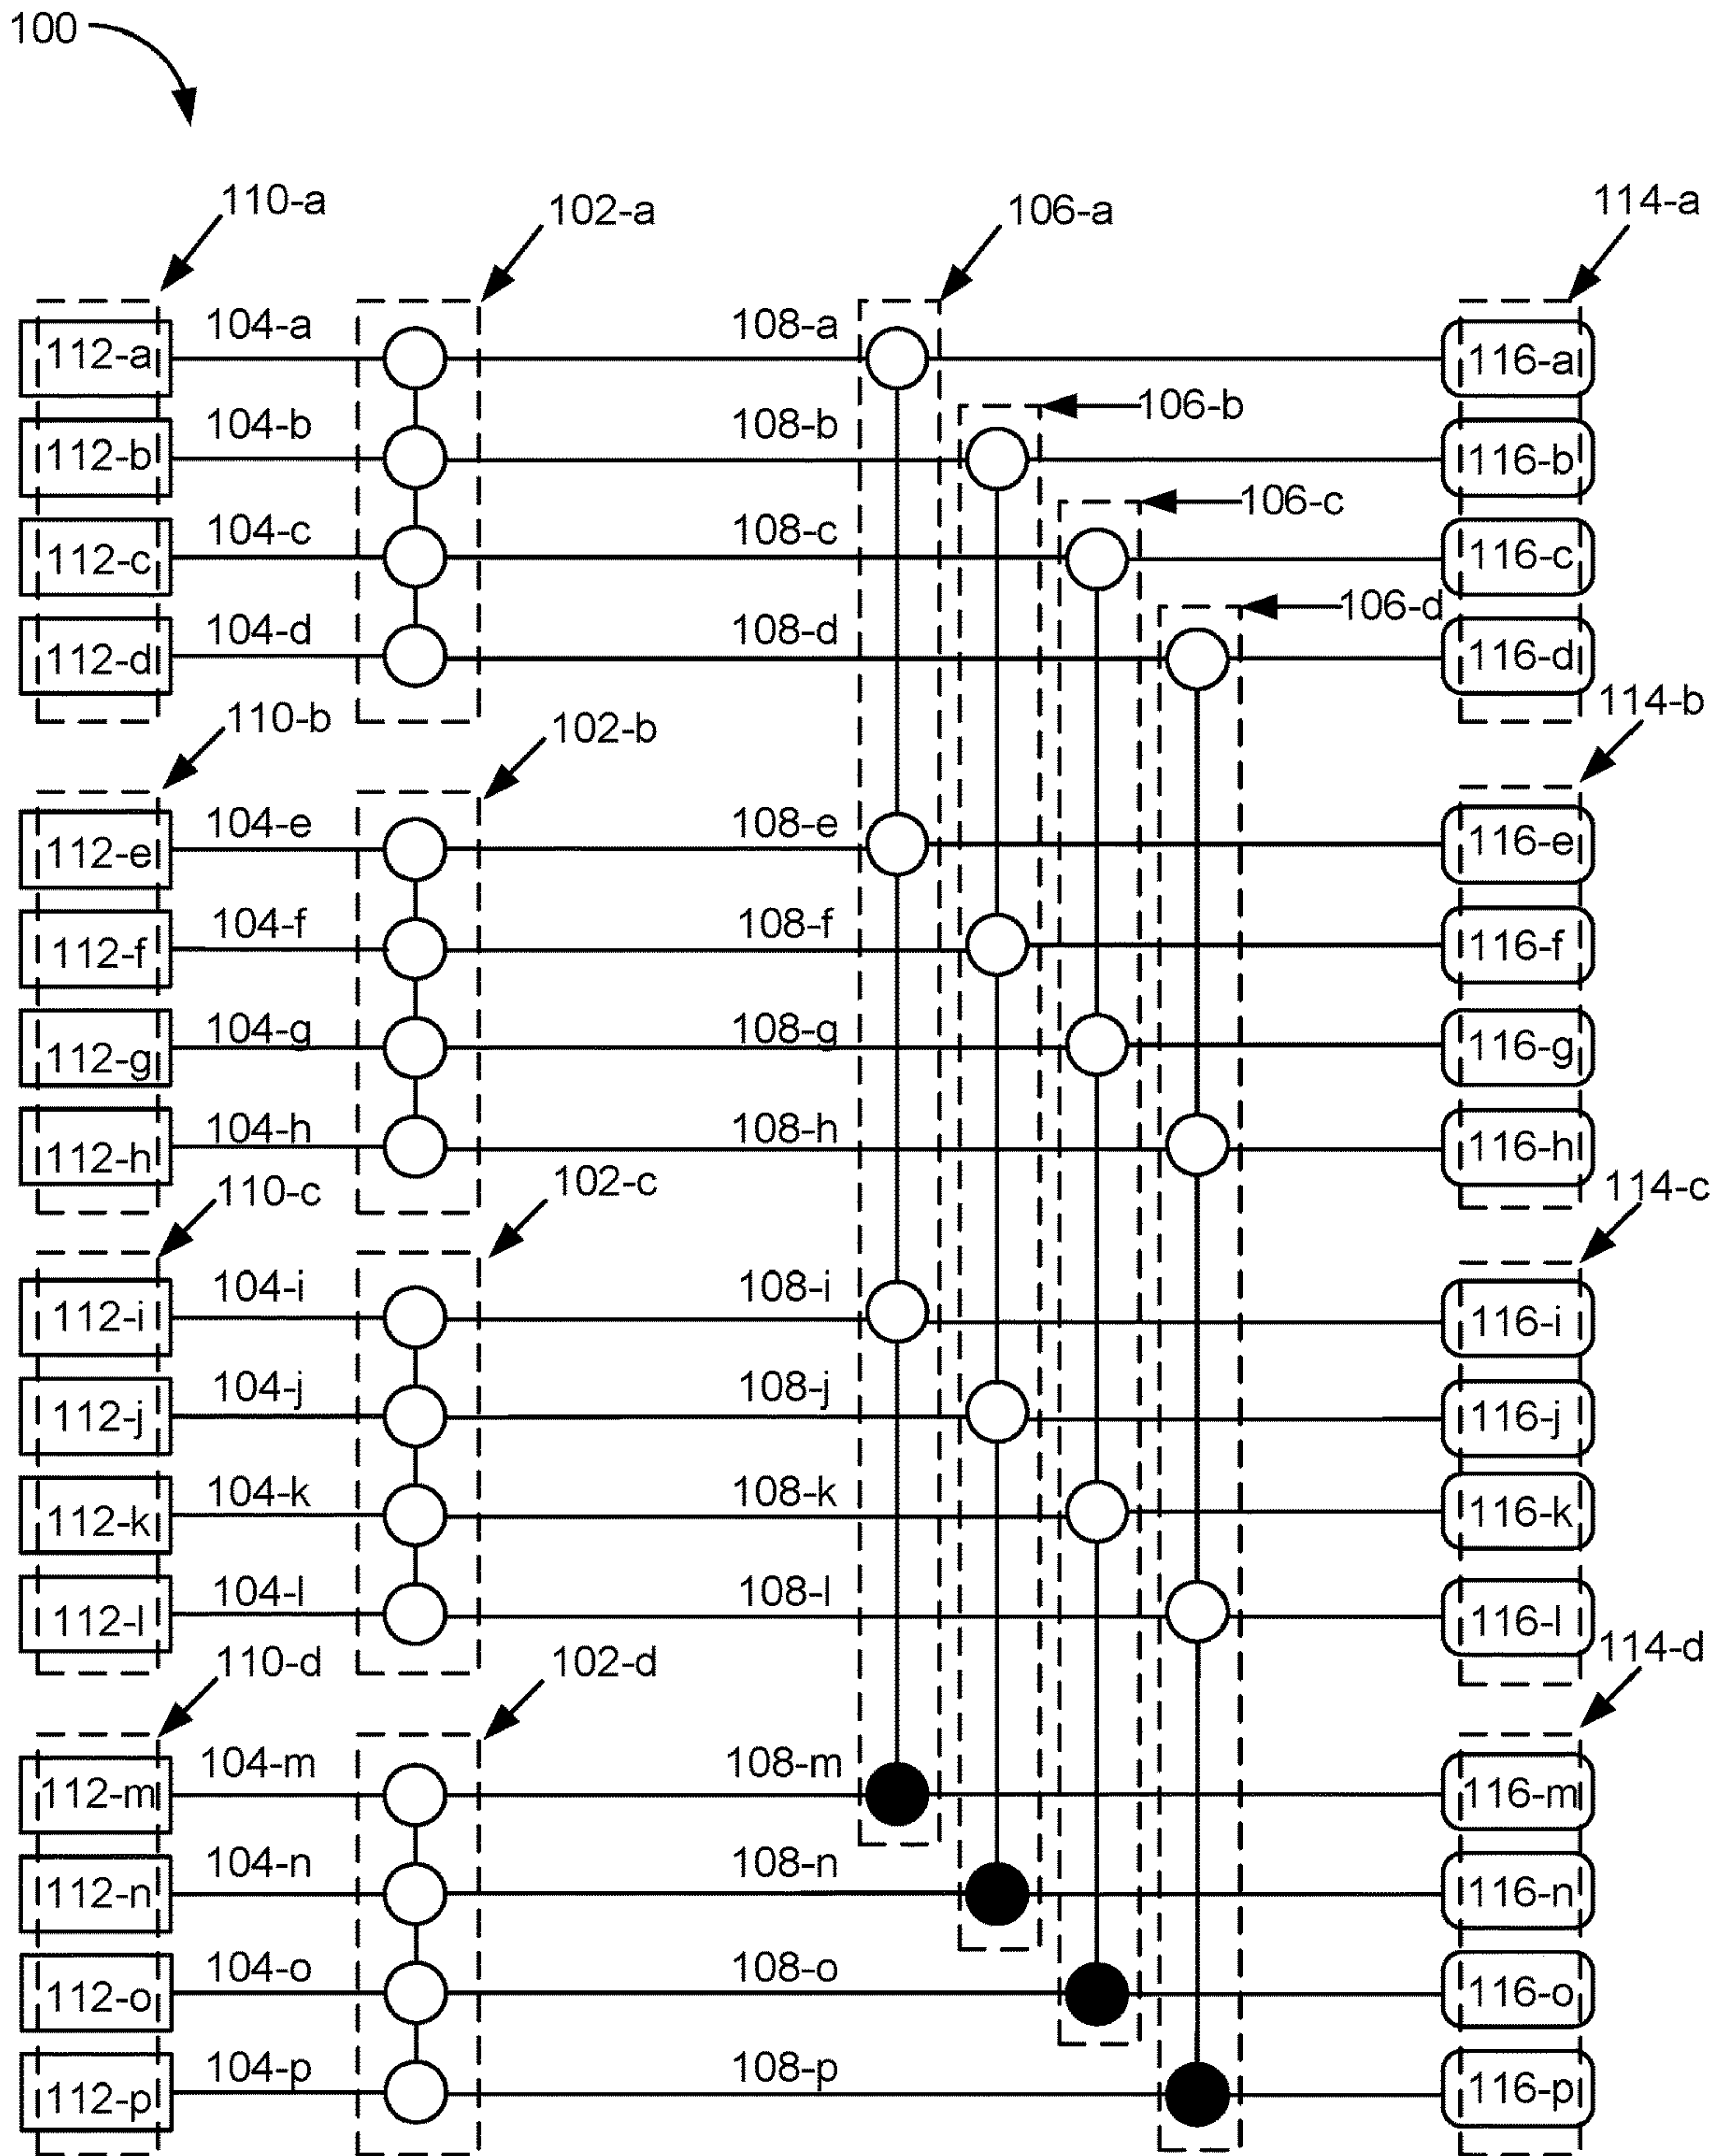 100
110-a 102-a 106-a 114-a
112-a 104-a 108-a 116-a
106-b
112-b 104-b 108-b 116-b
106-c
112-c 104-c 108-c 116-c
106-d
112-d 104-d 108-d 116-d
110-b 102-b 114-b
112-e 104-e 108-e 116-e
112-f 104-f 108-f 116-f
112-g 104-g 108-g 116-g
112-h 104-h 108-h 116-h
110-c 102-c 114-c
112-i 104-i 108-i 116-i
112-j 104-j 108-j 116-j
112-k 104-k 108-k 116-k
112-l 104-l 108-l 116-l
110-d 102-d 114-d
112-m 104-m 108-m 116-m
112-n 104-n 108-n 116-n
112-o 104-o 108-o 116-o
112-p 104-p 108-p 116-p